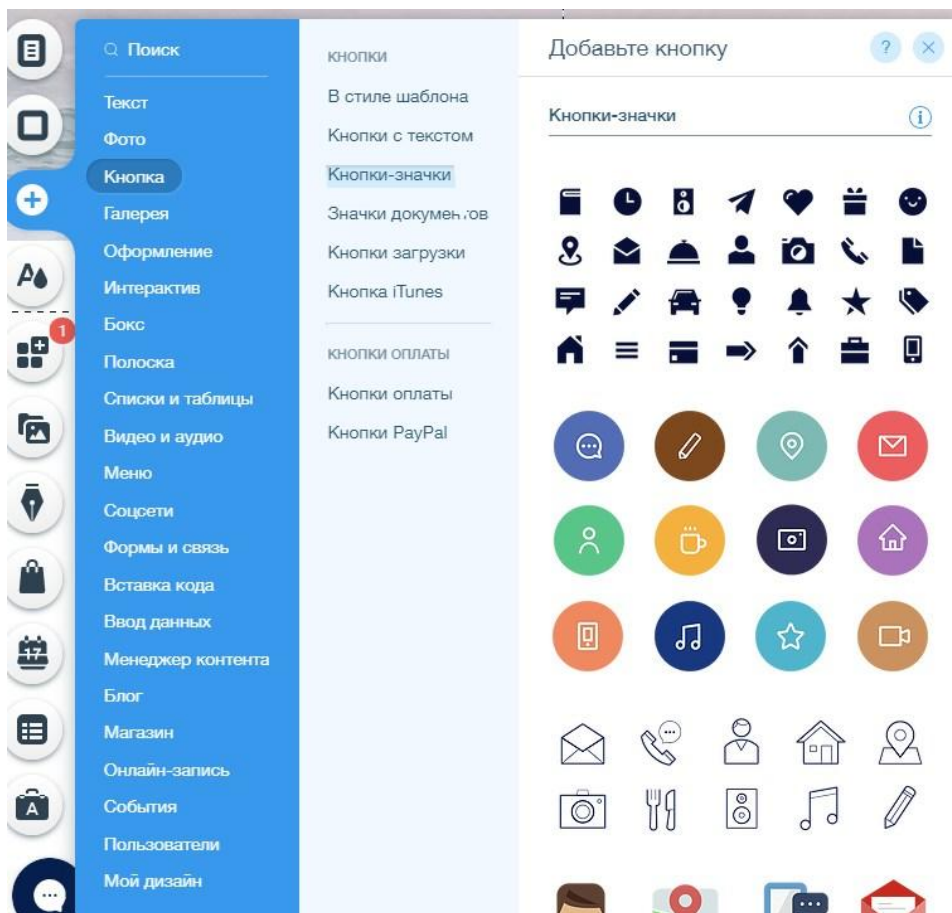 Поиск
Текст
Фото
Кнопка
Галерея
Оформление
Интерактив
Бокс
Полоска
Списки и таблицы
Видео и аудио
Меню
Соцсети
Формы и связь
Вставка кода
Ввод данных
Менеджер контента
Блог
Магазин
Онлайн-запись
События
Пользователи
Мой дизайн
1
17
A
A
КНОПКИ
В стиле шаблона
Кнопки с текстом
Кнопки-значки
Значки документов
Кнопки загрузки
Кнопка iTunes
КНОПКИ ОПЛАТЫ
Кнопки оплаты
Кнопки PayPal
Добавьте кнопку
?
Кнопки-значки
i